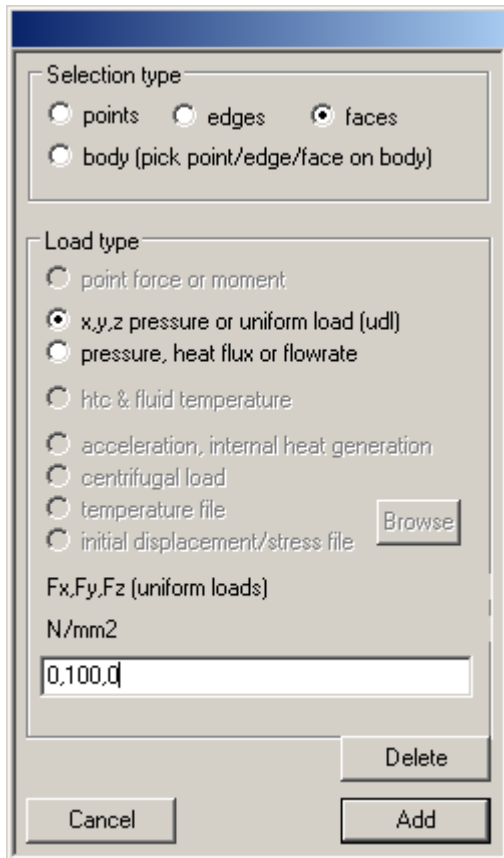 Selection type
points edges faces
body (pick point/edge/face on body)
Load type
point force or moment
x,y,z pressure or uniform load (udl)
pressure, heat flux or flowrate
htc & fluid temperature
acceleration, internal heat generation
centrifugal load
temperature file
Browse
initial displacement/stress file
Fx,Fy,Fz (uniform loads)
N/mm2
0,100,0
Delete
Cancel Add